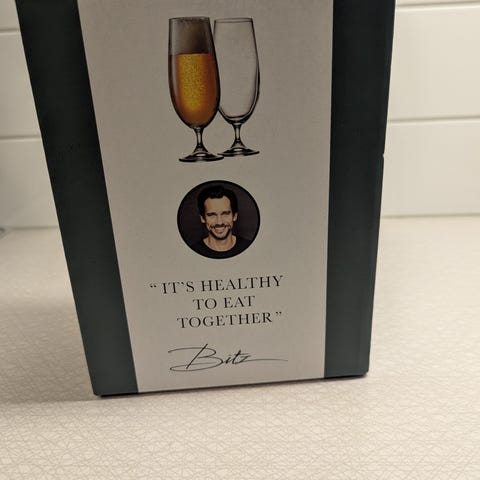 “IT’S HEALTHY
TO EAT
TOGETHER”
Bitz